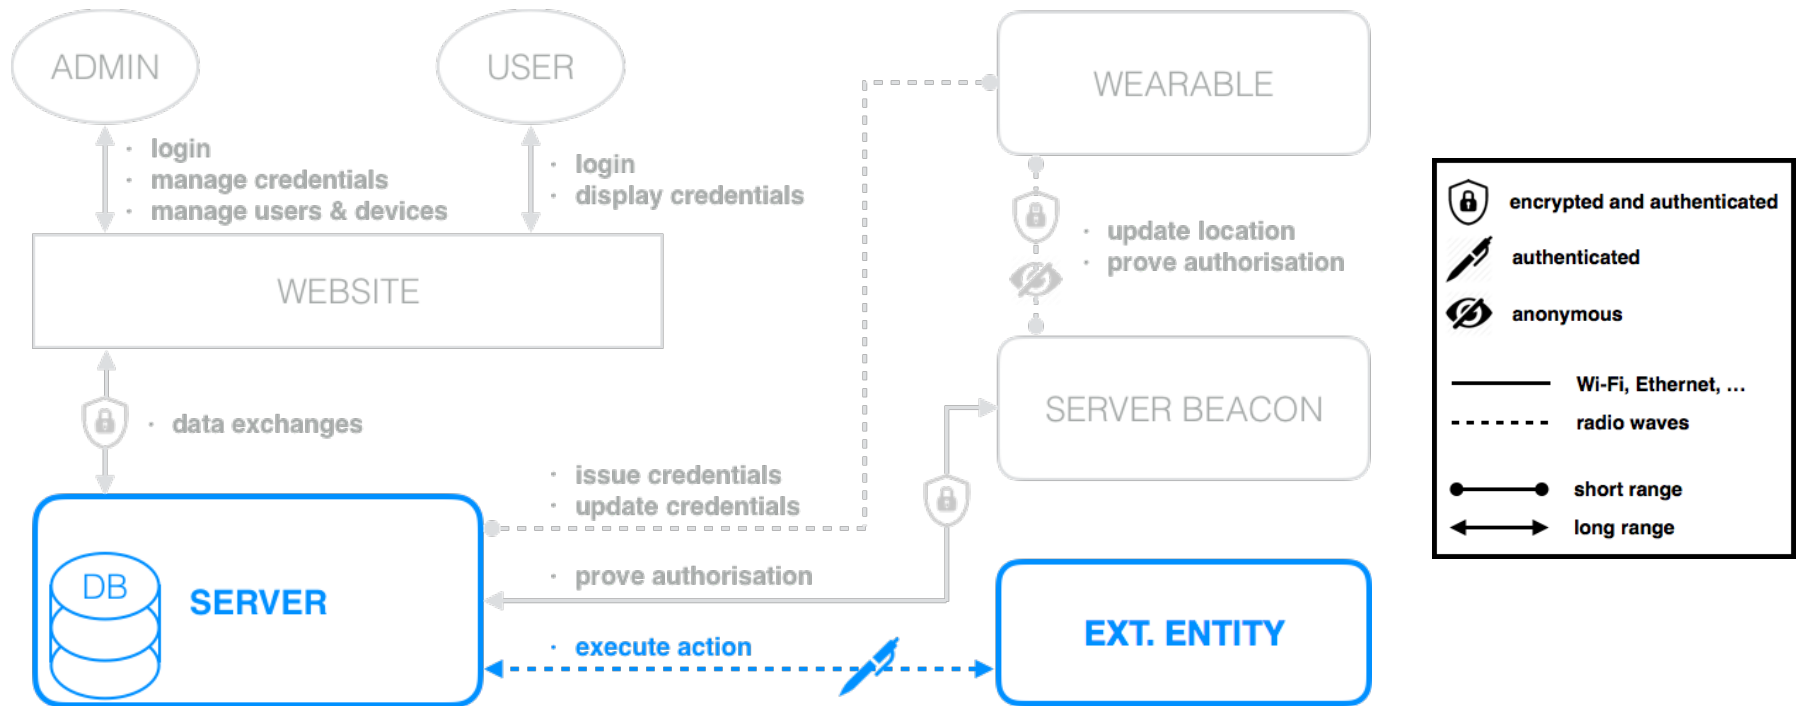 ADMIN
USER
WEARABLE
· login
· manage credentials
· manage users & devices
· login
· display credentials
· update location
· prove authorisation
WEBSITE
· data exchanges
SERVER BEACON
· issue credentials
· update credentials
· prove authorisation
DB
SERVER
· execute action
EXT. ENTITY
encrypted and authenticated
authenticated
anonymous
Wi-Fi, Ethernet, ...
radio waves
short range
long range